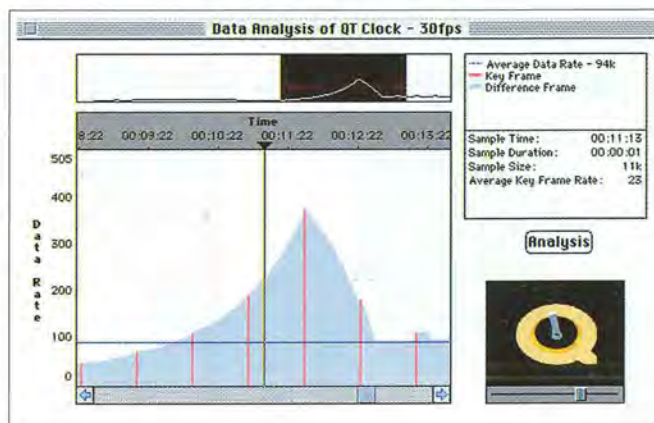 Data Analysis of QT Clock - 30fps
Average Data Rate - 94k
Key Frame
Difference Frame
Time
8:22 00:09:22 00:10:22 00:11:22 00:12:22 00:13:22
Sample Time: 00:11:13
Sample Duration: 00:00:01
Sample Size: 11k
Average Key Frame Rate: 23
505
400
300
200
100
0
Data Rate
Analysis